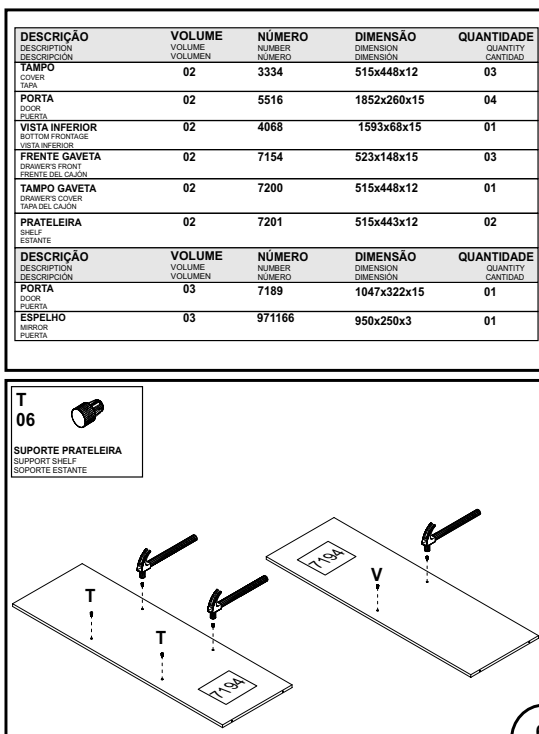 DESCRIÇÃO VOLUME NÚMERO DIMENSÃO QUANTIDADE
DESCRIPTION VOLUME NUMBER DIMENSION QUANTITY
DESCRIPCIÓN VOLUMEN NÚMERO DIMENSIÓN CANTIDAD
TAMPO 02 3334 515x448x12 03
COVER
TAPA
PORTA 02 5516 1852x260x15 04
DOOR
PUERTA
VISTA INFERIOR 02 4068 1593x68x15 01
BOTTOM FRONTAGE
VISTA INFERIOR
FRENTE GAVETA 02 7154 523x148x15 03
DRAWER'S FRONT
FRENTE DEL CAJÓN
TAMPO GAVETA 02 7200 515x448x12 01
DRAWER'S COVER
TAPA DEL CAJÓN
PRATELEIRA 02 7201 515x443x12 02
SHELF
ESTANTE
DESCRIÇÃO VOLUME NÚMERO DIMENSÃO QUANTIDADE
DESCRIPTION VOLUME NUMBER DIMENSION QUANTITY
DESCRIPCIÓN VOLUMEN NÚMERO DIMENSIÓN CANTIDAD
PORTA 03 7189 1047x322x15 01
DOOR
PUERTA
ESPELHO 03 971166 950x250x3 01
MIRROR
PUERTA
T
06
SUPORTE PRATELEIRA
SUPPORT SHELF
SOPORTE ESTANTE
7194
V
T
T
7194